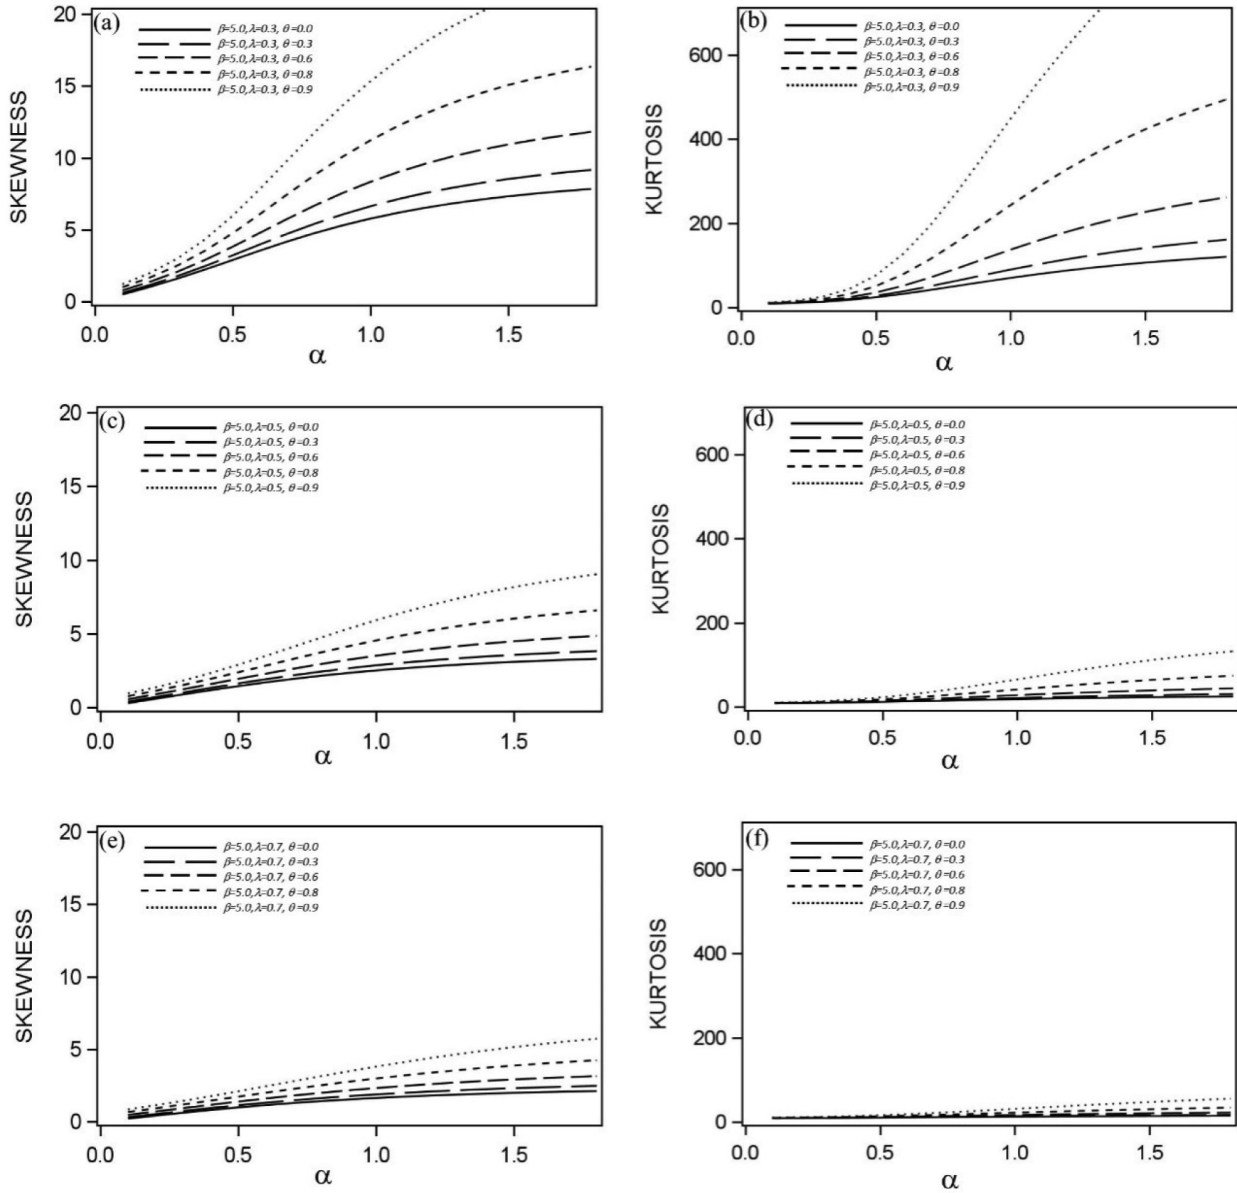 (a)
β=5.0,λ=0.3, θ=0.0
β=5.0,λ=0.3, θ=0.3
β=5.0,λ=0.3, θ=0.6
β=5.0,λ=0.3, θ=0.8
β=5.0,λ=0.3, θ=0.9
SKEWNESS
20
15
10
5
0
0.0 0.5 1.0 1.5
α
(b)
β=5.0,λ=0.3, θ=0.0
β=5.0,λ=0.3, θ=0.3
β=5.0,λ=0.3, θ=0.6
β=5.0,λ=0.3, θ=0.8
β=5.0,λ=0.3, θ=0.9
KURTOSIS
600
400
200
0
0.0 0.5 1.0 1.5
α
(c)
β=5.0,λ=0.5, θ=0.0
β=5.0,λ=0.5, θ=0.3
β=5.0,λ=0.5, θ=0.6
β=5.0,λ=0.5, θ=0.8
β=5.0,λ=0.5, θ=0.9
SKEWNESS
20
15
10
5
0
0.0 0.5 1.0 1.5
α
(d)
β=5.0,λ=0.5, θ=0.0
β=5.0,λ=0.5, θ=0.3
β=5.0,λ=0.5, θ=0.6
β=5.0,λ=0.5, θ=0.8
β=5.0,λ=0.5, θ=0.9
KURTOSIS
600
400
200
0
0.0 0.5 1.0 1.5
α
(e)
β=5.0,λ=0.7, θ=0.0
β=5.0,λ=0.7, θ=0.3
β=5.0,λ=0.7, θ=0.6
β=5.0,λ=0.7, θ=0.8
β=5.0,λ=0.7, θ=0.9
SKEWNESS
20
15
10
5
0
0.0 0.5 1.0 1.5
α
(f)
β=5.0,λ=0.7, θ=0.0
β=5.0,λ=0.7, θ=0.3
β=5.0,λ=0.7, θ=0.6
β=5.0,λ=0.7, θ=0.8
β=5.0,λ=0.7, θ=0.9
KURTOSIS
600
400
200
0
0.0 0.5 1.0 1.5
α